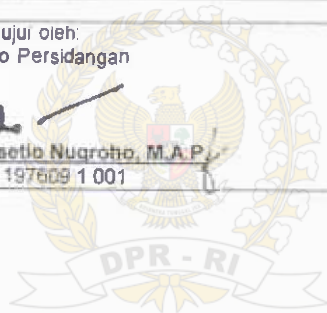 ujui oleh:
o Persidangan
setio Nugroho, M.A.P.
197609 1 001
DPR - RI